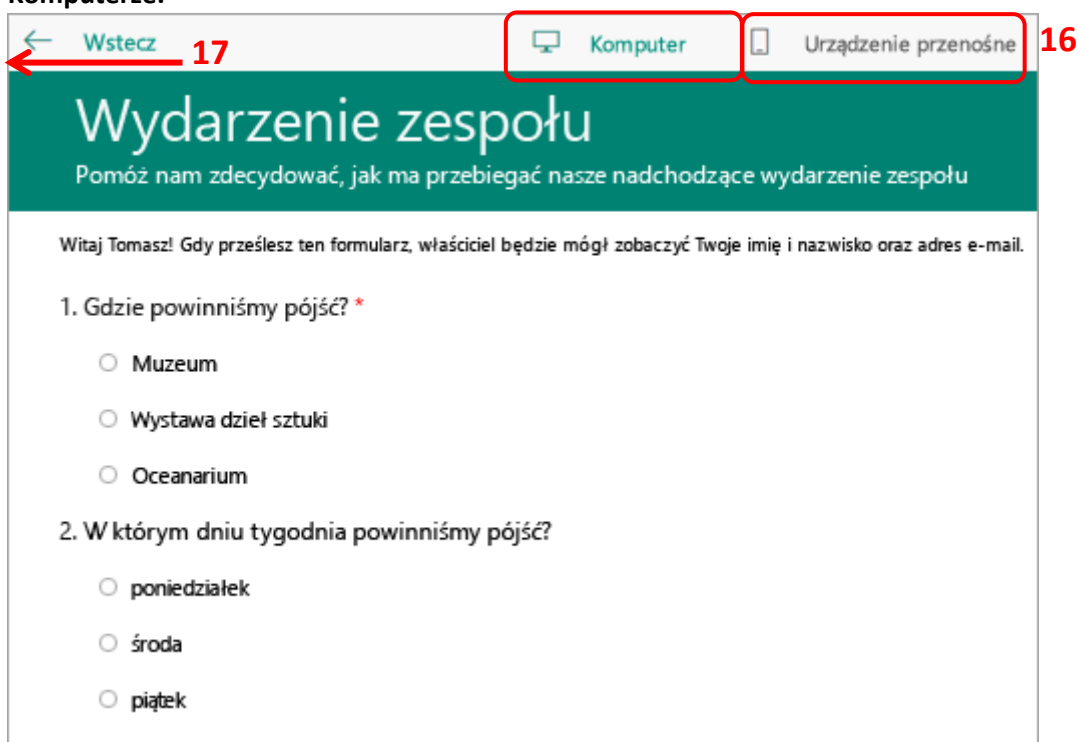 Komputerze.
Wstecz 17 Komputer Urządzenie przenośne 16
Wydarzenie zespołu
Pomóż nam zdecydować, jak ma przebiegać nasze nadchodzące wydarzenie zespołu
Witaj Tomasz! Gdy prześlesz ten formularz, właściciel będzie mógł zobaczyć Twoje imię i nazwisko oraz adres e-mail.
1. Gdzie powinniśmy pójść? *
Muzeum
Wystawa dzieł sztuki
Oceanarium
2. W którym dniu tygodnia powinniśmy pójść?
poniedziałek
środa
piątek